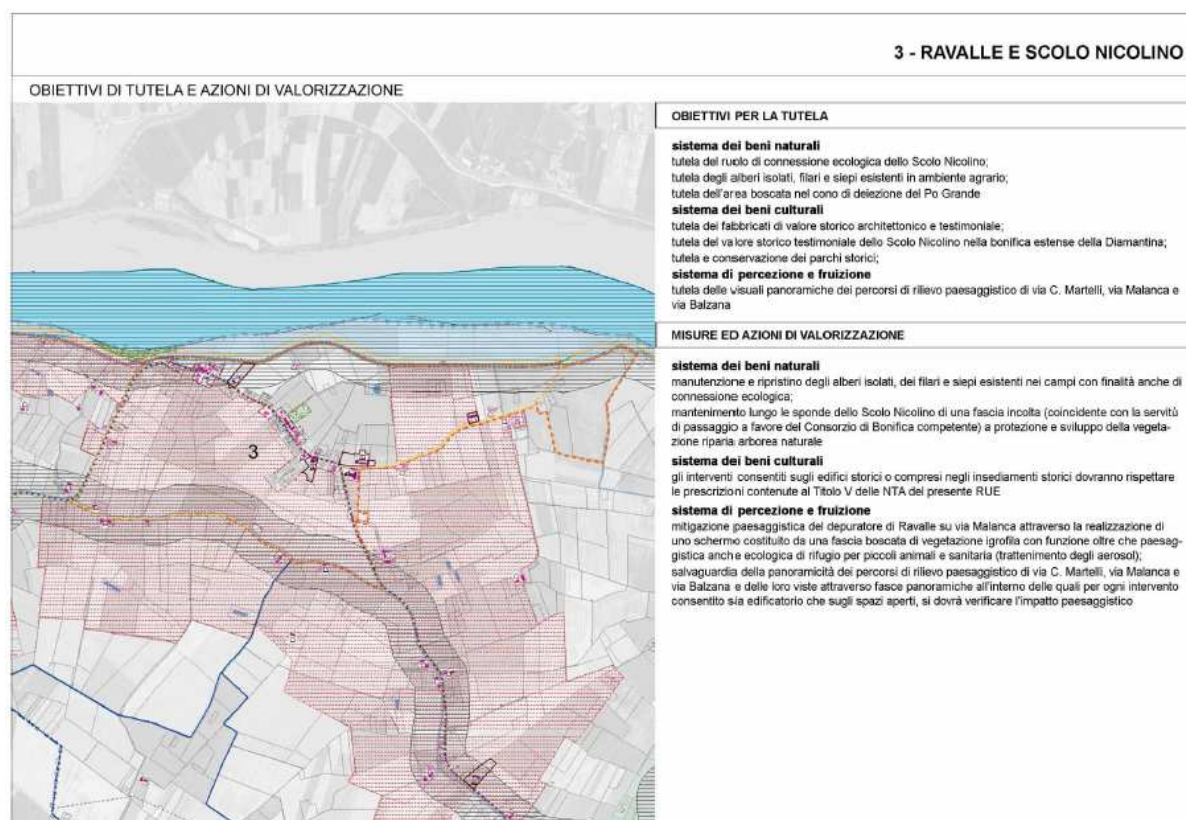 3 - RAVALLE E SCOLO NICOLINO
OBIETTIVI DI TUTELA E AZIONI DI VALORIZZAZIONE
OBIETTIVI PER LA TUTELA
sistema dei beni naturali
tutela del ruolo di connessione ecologica dello Scolo Nicolino;
tutela degli alberi isolati, filari e siepi esistenti in ambiente agrario;
tutela dell'area boscata nel cono di deiezione del Po Grande
sistema dei beni culturali
tutela dei fabbricati di valore storico architettonico e testimoniale;
tutela del valore storico testimoniale dello Scolo Nicolino nella bonifica estense della Diamantina;
tutela e conservazione dei parchi storici;
sistema di percezione e fruizione
tutela delle visuali panoramiche dei percorsi di rilievo paesaggistico di via C. Martelli, via Malanca e
via Balzana
MISURE ED AZIONI DI VALORIZZAZIONE
sistema dei beni naturali
manutenzione e ripristino degli alberi isolati, dei filari e siepi esistenti nei campi con finalità anche di
connessione ecologica;
mantenimento lungo le sponde dello Scolo Nicolino di una fascia incolta (coincidente con la servitù
di passaggio a favore del Consorzio di Bonifica competente) a protezione e sviluppo della vegeta-
zione riparia arborea naturale
sistema dei beni culturali
gli interventi consentiti sugli edifici storici o compresi negli insediamenti storici dovranno rispettare
le prescrizioni contenute al Titolo V delle NTA del presente RUE
sistema di percezione e fruizione
mitigazione paesaggistica del depuratore di Ravalle su via Malanca attraverso la realizzazione di
uno schermo costituito da una fascia boscata di vegetazione igrofila con funzione oltre che paesag-
gistica anche ecologica di rifugio per piccoli animali e sanitaria (trattenimento degli aerosol);
salvaguardia della panoramicità dei percorsi di rilievo paesaggistico di via C. Martelli, via Malanca e
via Balzana e delle loro viste attraverso fasce panoramiche all'interno delle quali per ogni intervento
consentito sia edificatorio che sugli spazi aperti, si dovrà verificare l'impatto paesaggistico
3